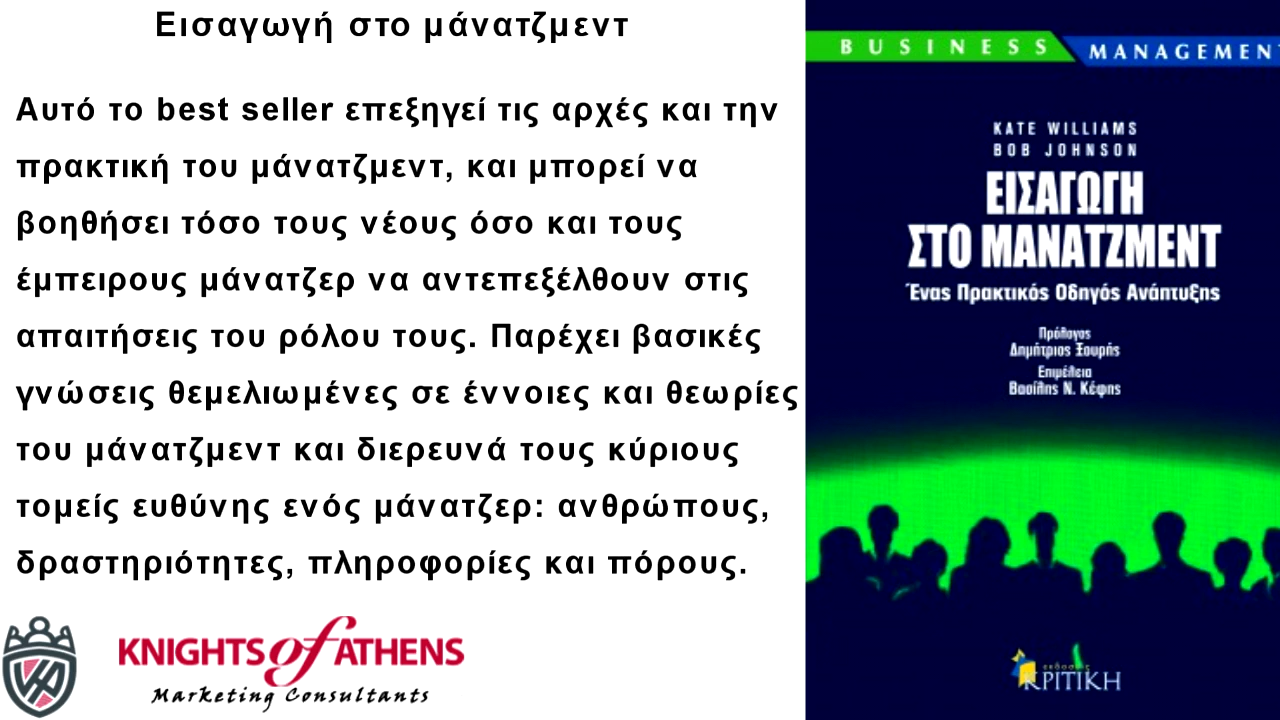 Εισαγωγή στο μάνατζμεντ
Αυτό το best seller επεξηγεί τις αρχές και την
πρακτική του μάνατζμεντ, και μπορεί να
βοηθήσει τόσο τους νέους όσο και τους
έμπειρους μάνατζερ να αντεπεξέλθουν στις
απαιτήσεις του ρόλου τους. Παρέχει βασικές
γνώσεις θεμελιωμένες σε έννοιες και θεωρίες
του μάνατζμεντ και διερευνά τους κύριους
τομείς ευθύνης ενός μάνατζερ: ανθρώπους,
δραστηριότητες, πληροφορίες και πόρους.
KNIGHTS of ATHENS
Marketing Consultants
BUSINESS MANAGEMENT
KATE WILLIAMS
BOB JOHNSON
ΕΙΣΑΓΩΓΗ
ΣΤΟ ΜΑΝΑΤΖΜΕΝΤ
Ένας Πρακτικός Οδηγός Ανάπτυξης
Πρόλογος
Δημήτριος Ξουρής
Επιμέλεια
Βασίλης Ν. Κέφης
εκδόσεις
ΚΡΙΤΙΚΗ